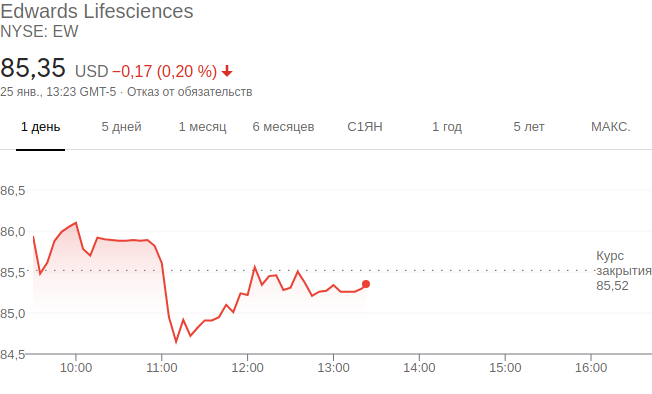 Edwards Lifesciences
NYSE: EW
85,35 USD −0,17 (0,20 %)
25 янв., 13:23 GMT-5 · Отказ от обязательств
1 день 5 дней 1 месяц 6 месяцев С1ЯН 1 год 5 лет МАКС.
86,5
86,0
85,5
85,0
84,5
Курс
закрытия
85,52
10:00 11:00 12:00 13:00 14:00 15:00 16:00